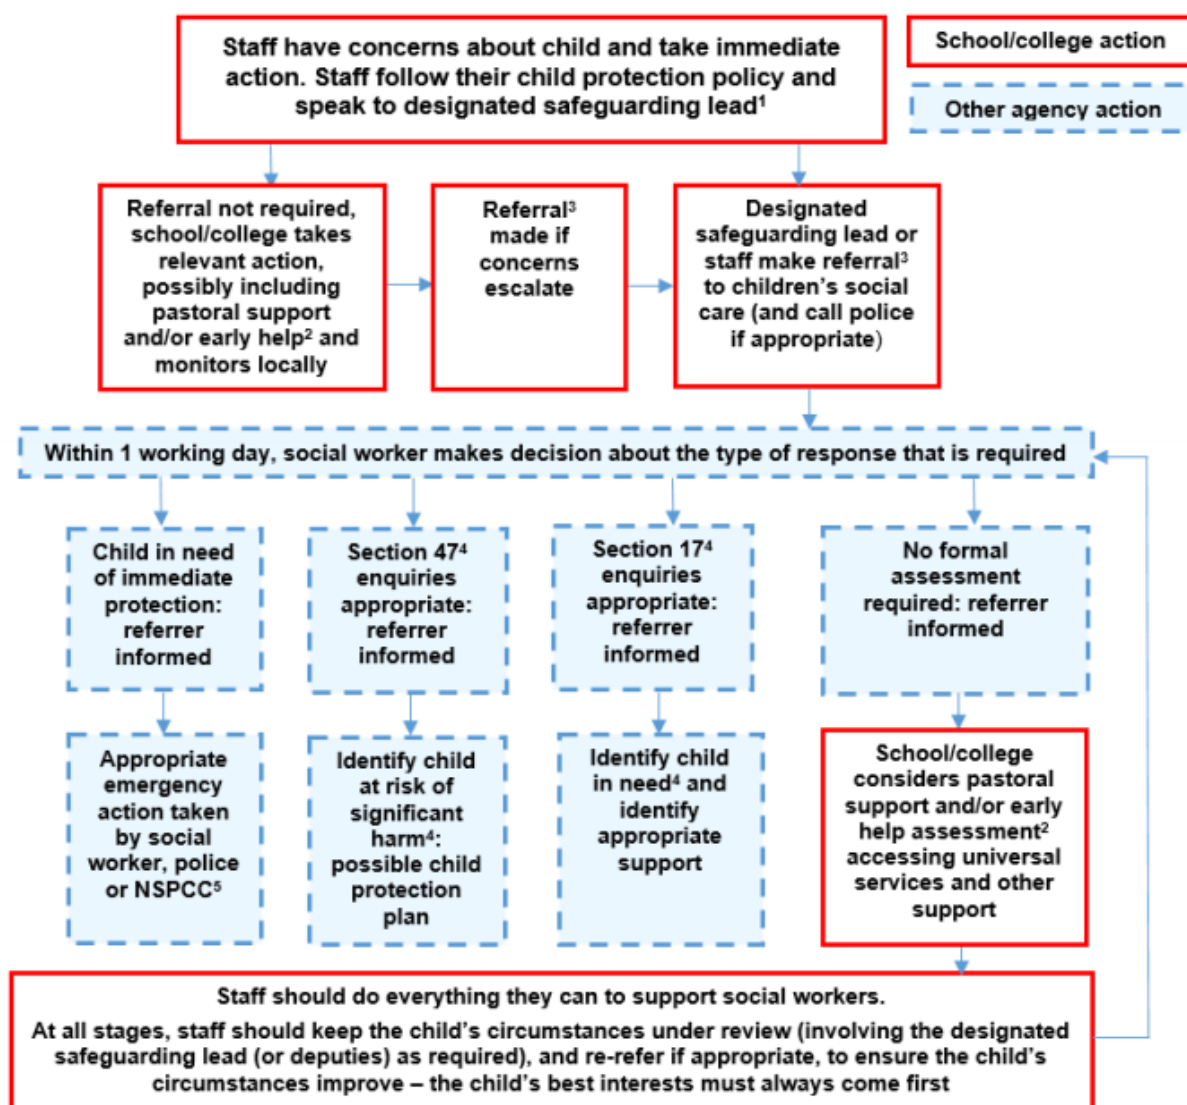 Staff have concerns about child and take immediate
action. Staff follow their child protection policy and
speak to designated safeguarding lead¹
School/college action
Other agency action
Referral not required,
school/college takes
relevant action,
possibly including
pastoral support
and/or early help² and
monitors locally
Referral³
made if
concerns
escalate
Designated
safeguarding lead or
staff make referral³
to children’s social
care (and call police
if appropriate)
Within 1 working day, social worker makes decision about the type of response that is required
Child in need
of immediate
protection:
referrer
informed
Section 47⁴
enquiries
appropriate:
referrer
informed
Section 17⁴
enquiries
appropriate:
referrer
informed
No formal
assessment
required: referrer
informed
Appropriate
emergency
action taken
by social
worker, police
or NSPCC⁵
Identify child
at risk of
significant
harm⁴:
possible child
protection
plan
Identify child
in need⁴ and
identify
appropriate
support
School/college
considers pastoral
support and/or early
help assessment²
accessing universal
services and other
support
Staff should do everything they can to support social workers.
At all stages, staff should keep the child’s circumstances under review (involving the designated
safeguarding lead (or deputies) as required), and re-refer if appropriate, to ensure the child’s
circumstances improve – the child’s best interests must always come first